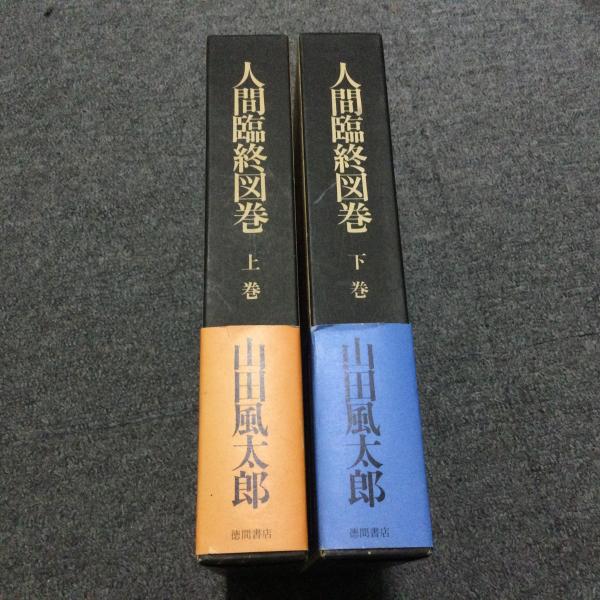 人間臨終図巻
上巻
山田風太郎
徳間書店
人間臨終図巻
下巻
山田風太郎
徳間書店